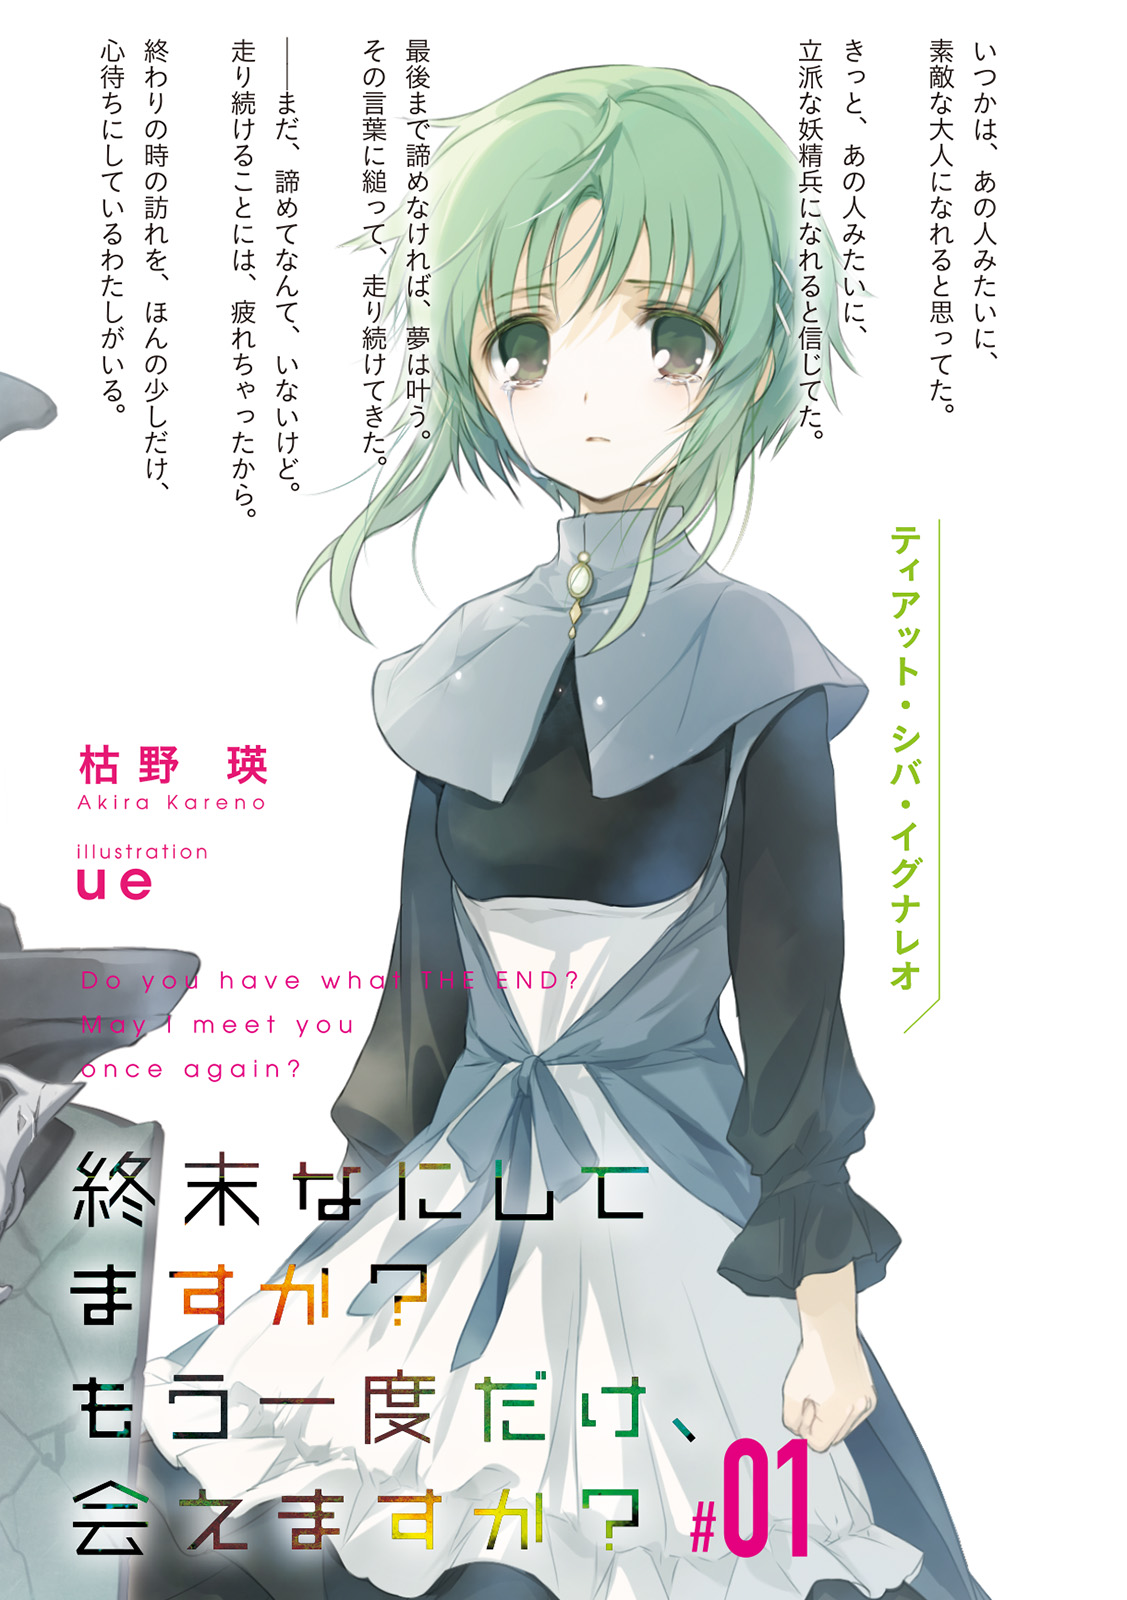 いつかは、あの人みたいに、
素敵な大人になれると思ってた。
きっと、あの人みたいに、
立派な妖精兵になれると信じてた。
最後まで諦めなければ、夢は叶う。
その言葉に縋って、走り続けてきた。
――まだ、諦めてなんて、いないけど。
走り続けることには、疲れちゃったから。
終わりの時の訪れを、ほんの少しだけ、
心待ちにしているわたしがいる。
ティアット・シバ・イグナレオ
枯野 瑛
Akira Kareno
illustration
ue
Do you have what THE END?
May I meet you
once again?
終末なにして
ますか?
もう一度だけ、
会えますか?
#01